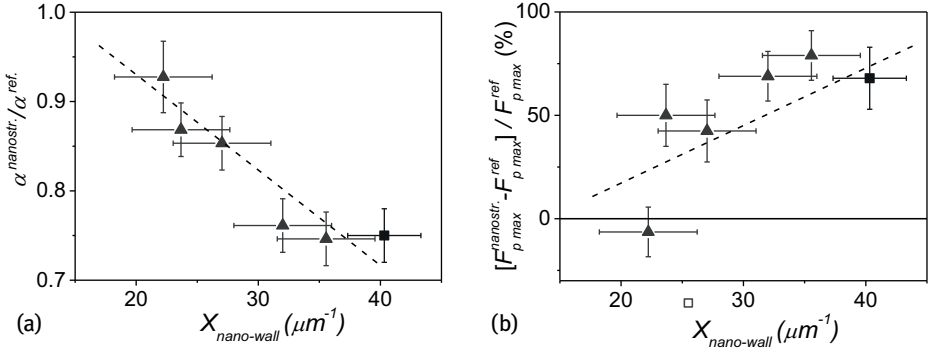 1.0
0.9
0.8
0.7
20
30
40
α^nanostr./α^ref.
X_nano-wall (μm^-1)
(a)
100
50
0
20
30
40
[F^nanostr._p max-F^ref_p max] / F^ref_p max (%)
X_nano-wall (μm^-1)
(b)